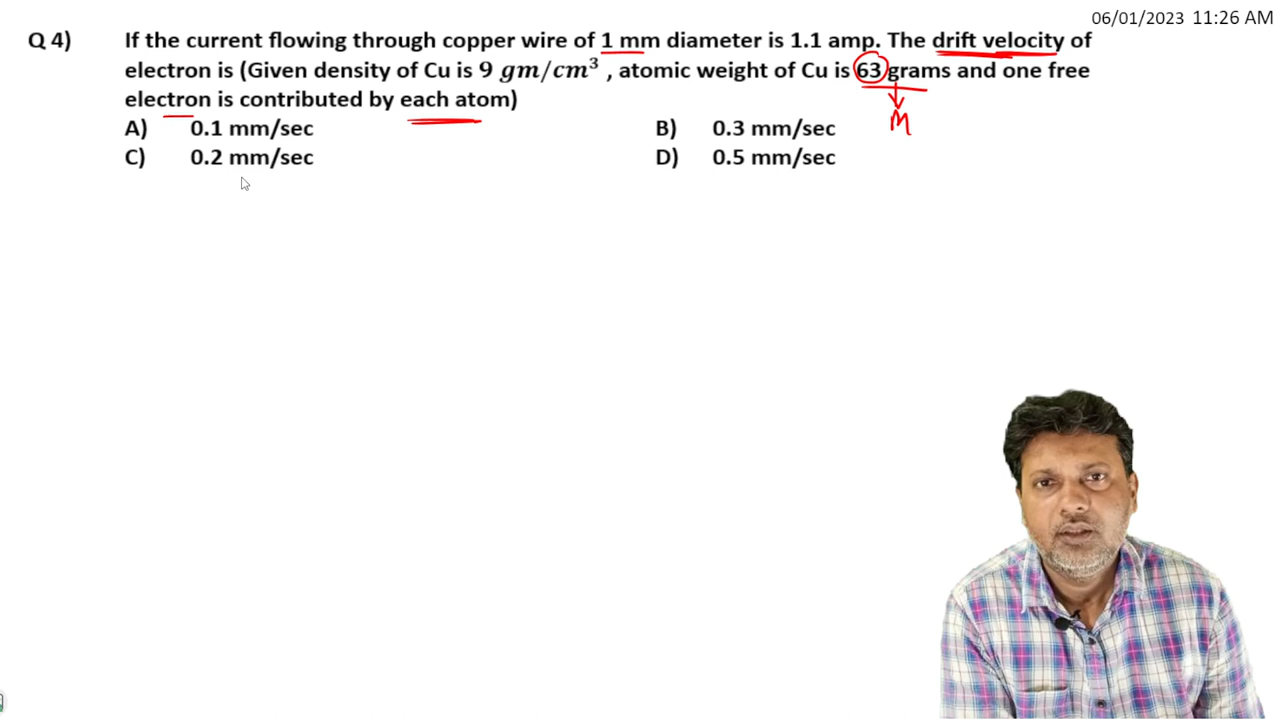 06/01/2023 11:26 AM
Q 4) If the current flowing through copper wire of 1 mm diameter is 1.1 amp. The drift velocity of
electron is (Given density of Cu is 9 gm/cm³ , atomic weight of Cu is 63 grams and one free
electron is contributed by each atom)
M
A) 0.1 mm/sec B) 0.3 mm/sec
C) 0.2 mm/sec D) 0.5 mm/sec